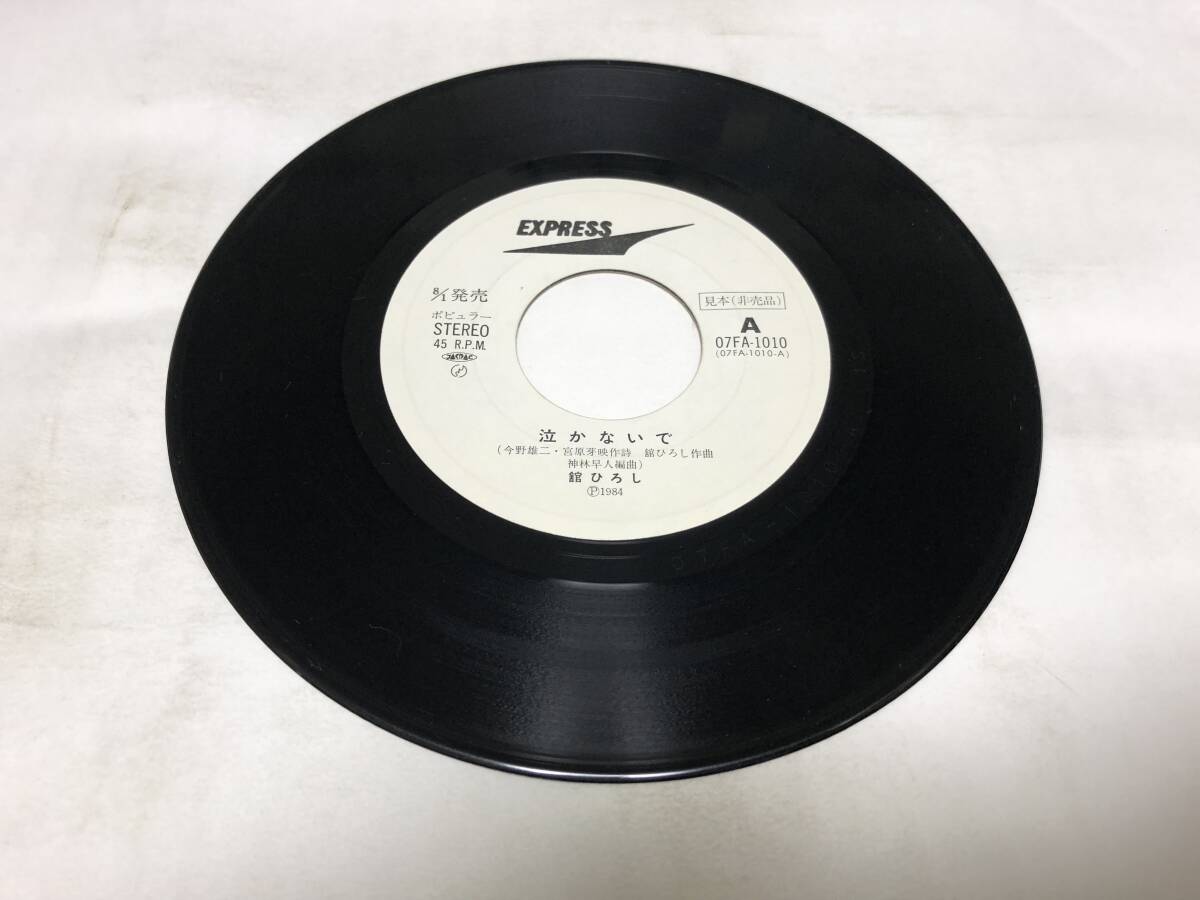 EXPRESS
8/1発売
ポピュラー
STEREO
45 R.P.M.
JASRAC
見本(非売品)
A
07FA-1010
(07FA-1010-A)
泣かないで
(今野雄二・宮原芽映作詩 舘ひろし作曲
神林早人編曲)
舘ひろし
Ⓟ1984